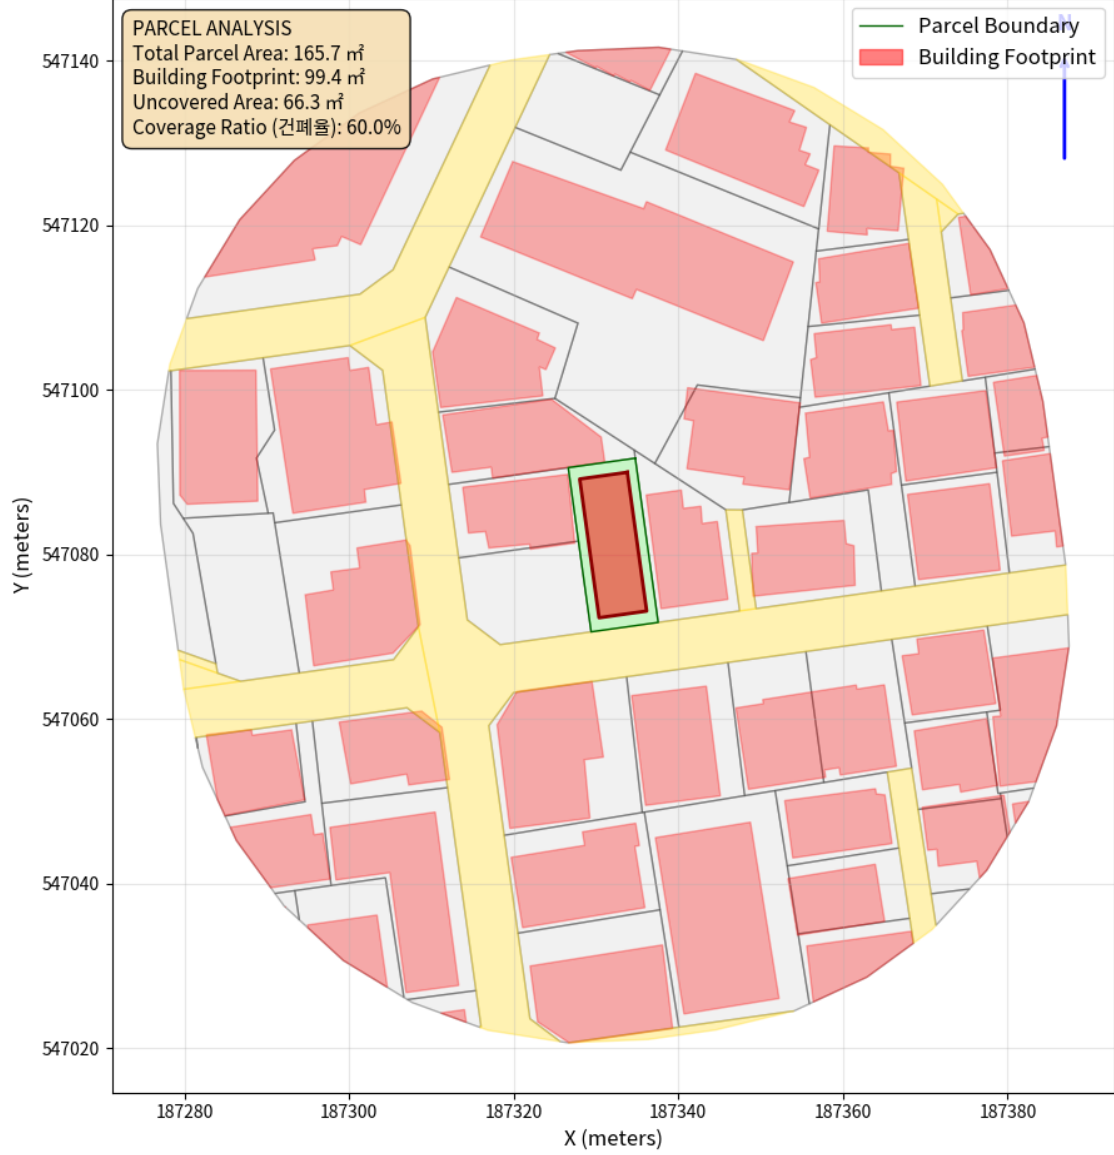 PARCEL ANALYSIS
Total Parcel Area: 165.7 ㎡
Building Footprint: 99.4 ㎡
Uncovered Area: 66.3 ㎡
Coverage Ratio (건폐율): 60.0%
Parcel Boundary
Building Footprint
N
547140
547120
547100
547080
547060
547040
547020
Y (meters)
187280
187300
187320
187340
187360
187380
X (meters)